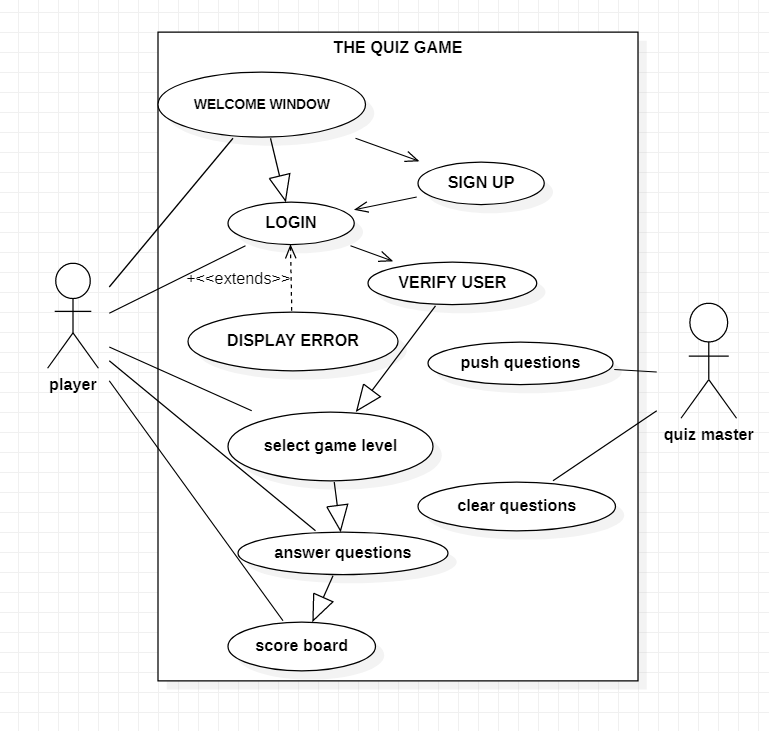 THE QUIZ GAME
WELCOME WINDOW
SIGN UP
LOGIN
+<<extends>>
VERIFY USER
DISPLAY ERROR
push questions
player
quiz master
select game level
clear questions
answer questions
score board